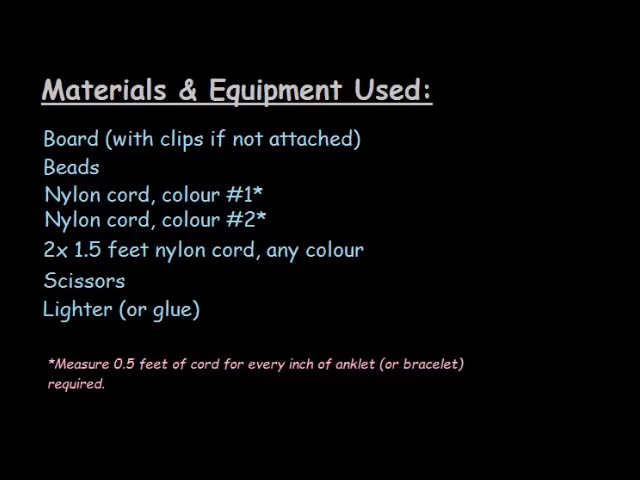 Materials & Equipment Used:
Board (with clips if not attached)
Beads
Nylon cord, colour #1*
Nylon cord, colour #2*
2x 1.5 feet nylon cord, any colour
Scissors
Lighter (or glue)
*Measure 0.5 feet of cord for every inch of anklet (or bracelet)
required.